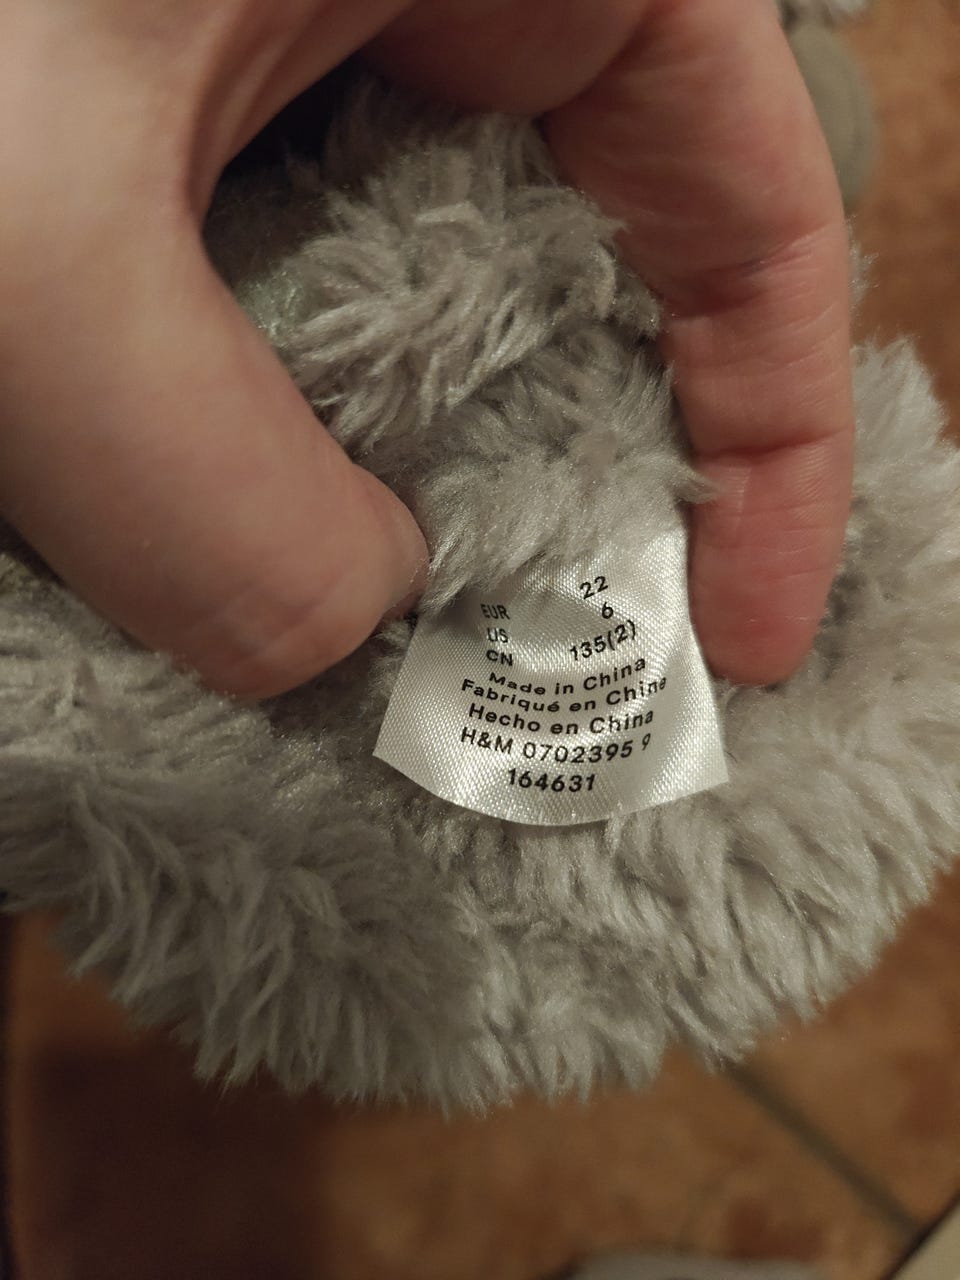 EUR 22
US 6
CN 135(2)
Made in China
Fabriqué en Chine
Hecho en China
H&M 0702395 9
164631